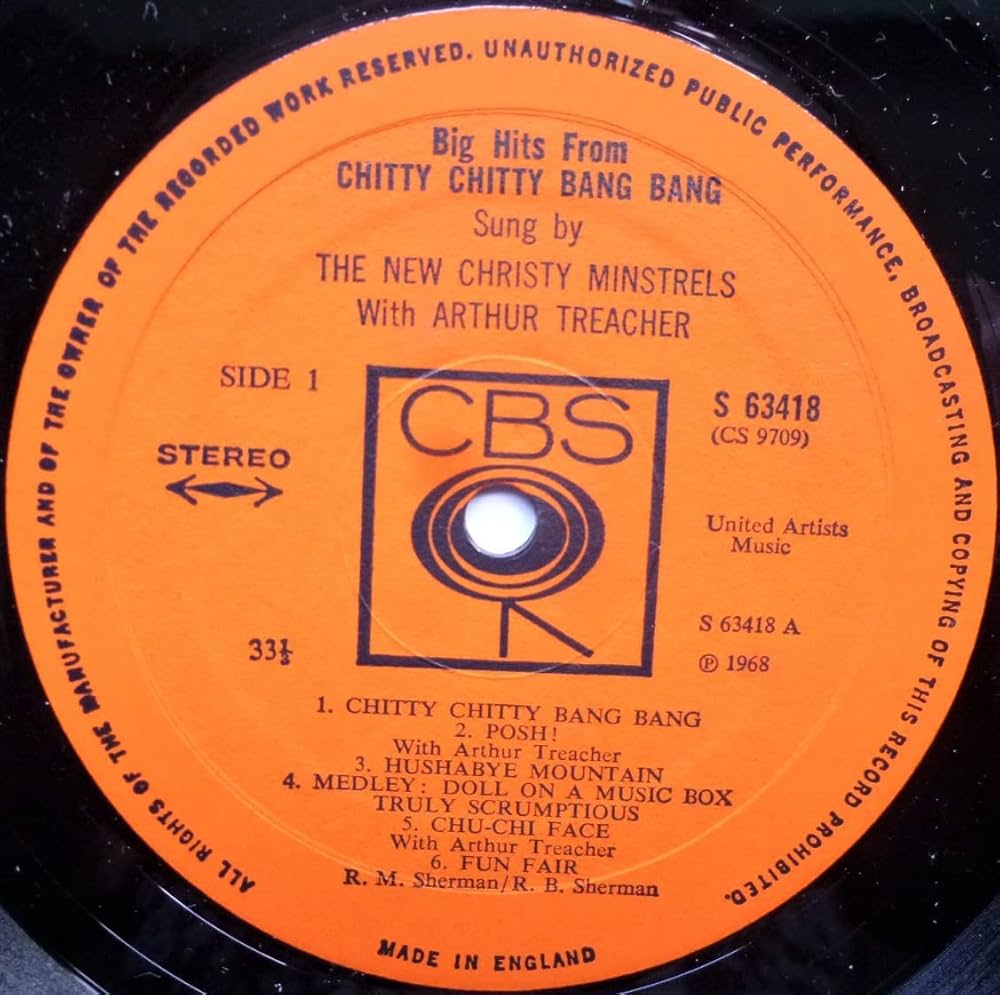 ALL RIGHTS OF THE MANUFACTURER AND OF THE OWNER OF THE RECORDED WORK RESERVED. UNAUTHORIZED PUBLIC PERFORMANCE, BROADCASTING AND COPYING OF THIS RECORD PROHIBITED.
Big Hits From
CHITTY CHITTY BANG BANG
Sung by
THE NEW CHRISTY MINSTRELS
With ARTHUR TREACHER
SIDE 1
STEREO
33⅓
CBS
S 63418
(CS 9709)
United Artists
Music
S 63418 A
℗ 1968
1. CHITTY CHITTY BANG BANG
2. POSH!
With Arthur Treacher
3. HUSHABYE MOUNTAIN
4. MEDLEY: DOLL ON A MUSIC BOX
TRULY SCRUMPTIOUS
5. CHU-CHI FACE
With Arthur Treacher
6. FUN FAIR
R. M. Sherman/R. B. Sherman
MADE IN ENGLAND